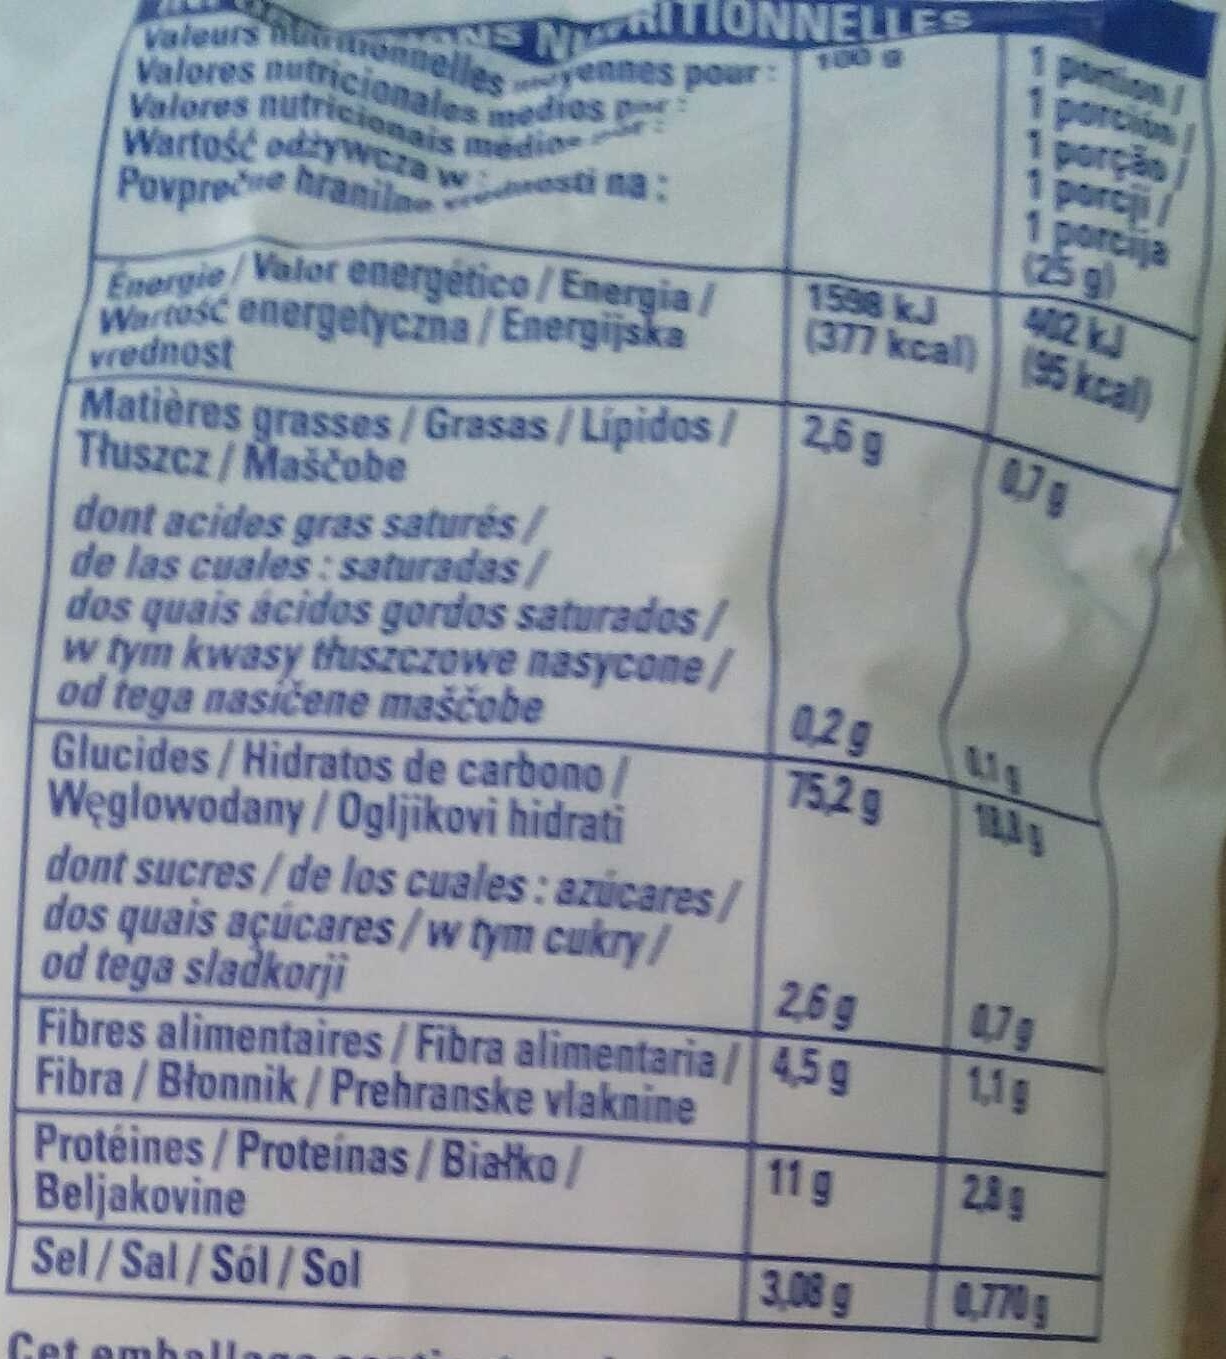 NUTRITIONNELLES
Valeurs nutritionnelles moyennes pour : 100 g 1 portion /
Valores nutricionales medios por : 1 porción /
Valores nutricionais médios por : 1 porção /
Wartość odżywcza w : 1 porcji /
Povprečne hranilne vrednosti na : 1 porcija
(25 g)
Énergie / Valor energético / Energia / 1598 kJ 402 kJ
Wartość energetyczna / Energijska (377 kcal) (95 kcal)
vrednost
Matières grasses / Grasas / Lípidos / 2,6 g 0,7 g
Tłuszcz / Maščobe
dont acides gras saturés /
de las cuales : saturadas /
dos quais ácidos gordos saturados /
w tym kwasy tłuszczowe nasycone /
od tega nasičene maščobe 0,2 g 0,1 g
Glucides / Hidratos de carbono / 75,2 g 18,8 g
Węglowodany / Ogljikovi hidrati
dont sucres / de los cuales : azúcares /
dos quais açúcares / w tym cukry /
od tega sladkorji 2,6 g 0,7 g
Fibres alimentaires / Fibra alimentaria / 4,5 g 1,1 g
Fibra / Błonnik / Prehranske vlaknine
Protéines / Proteínas / Białko / 11 g 2,8 g
Beljakovine
Sel / Sal / Sól / Sol 3,08 g 0,770 g
Cet emballage